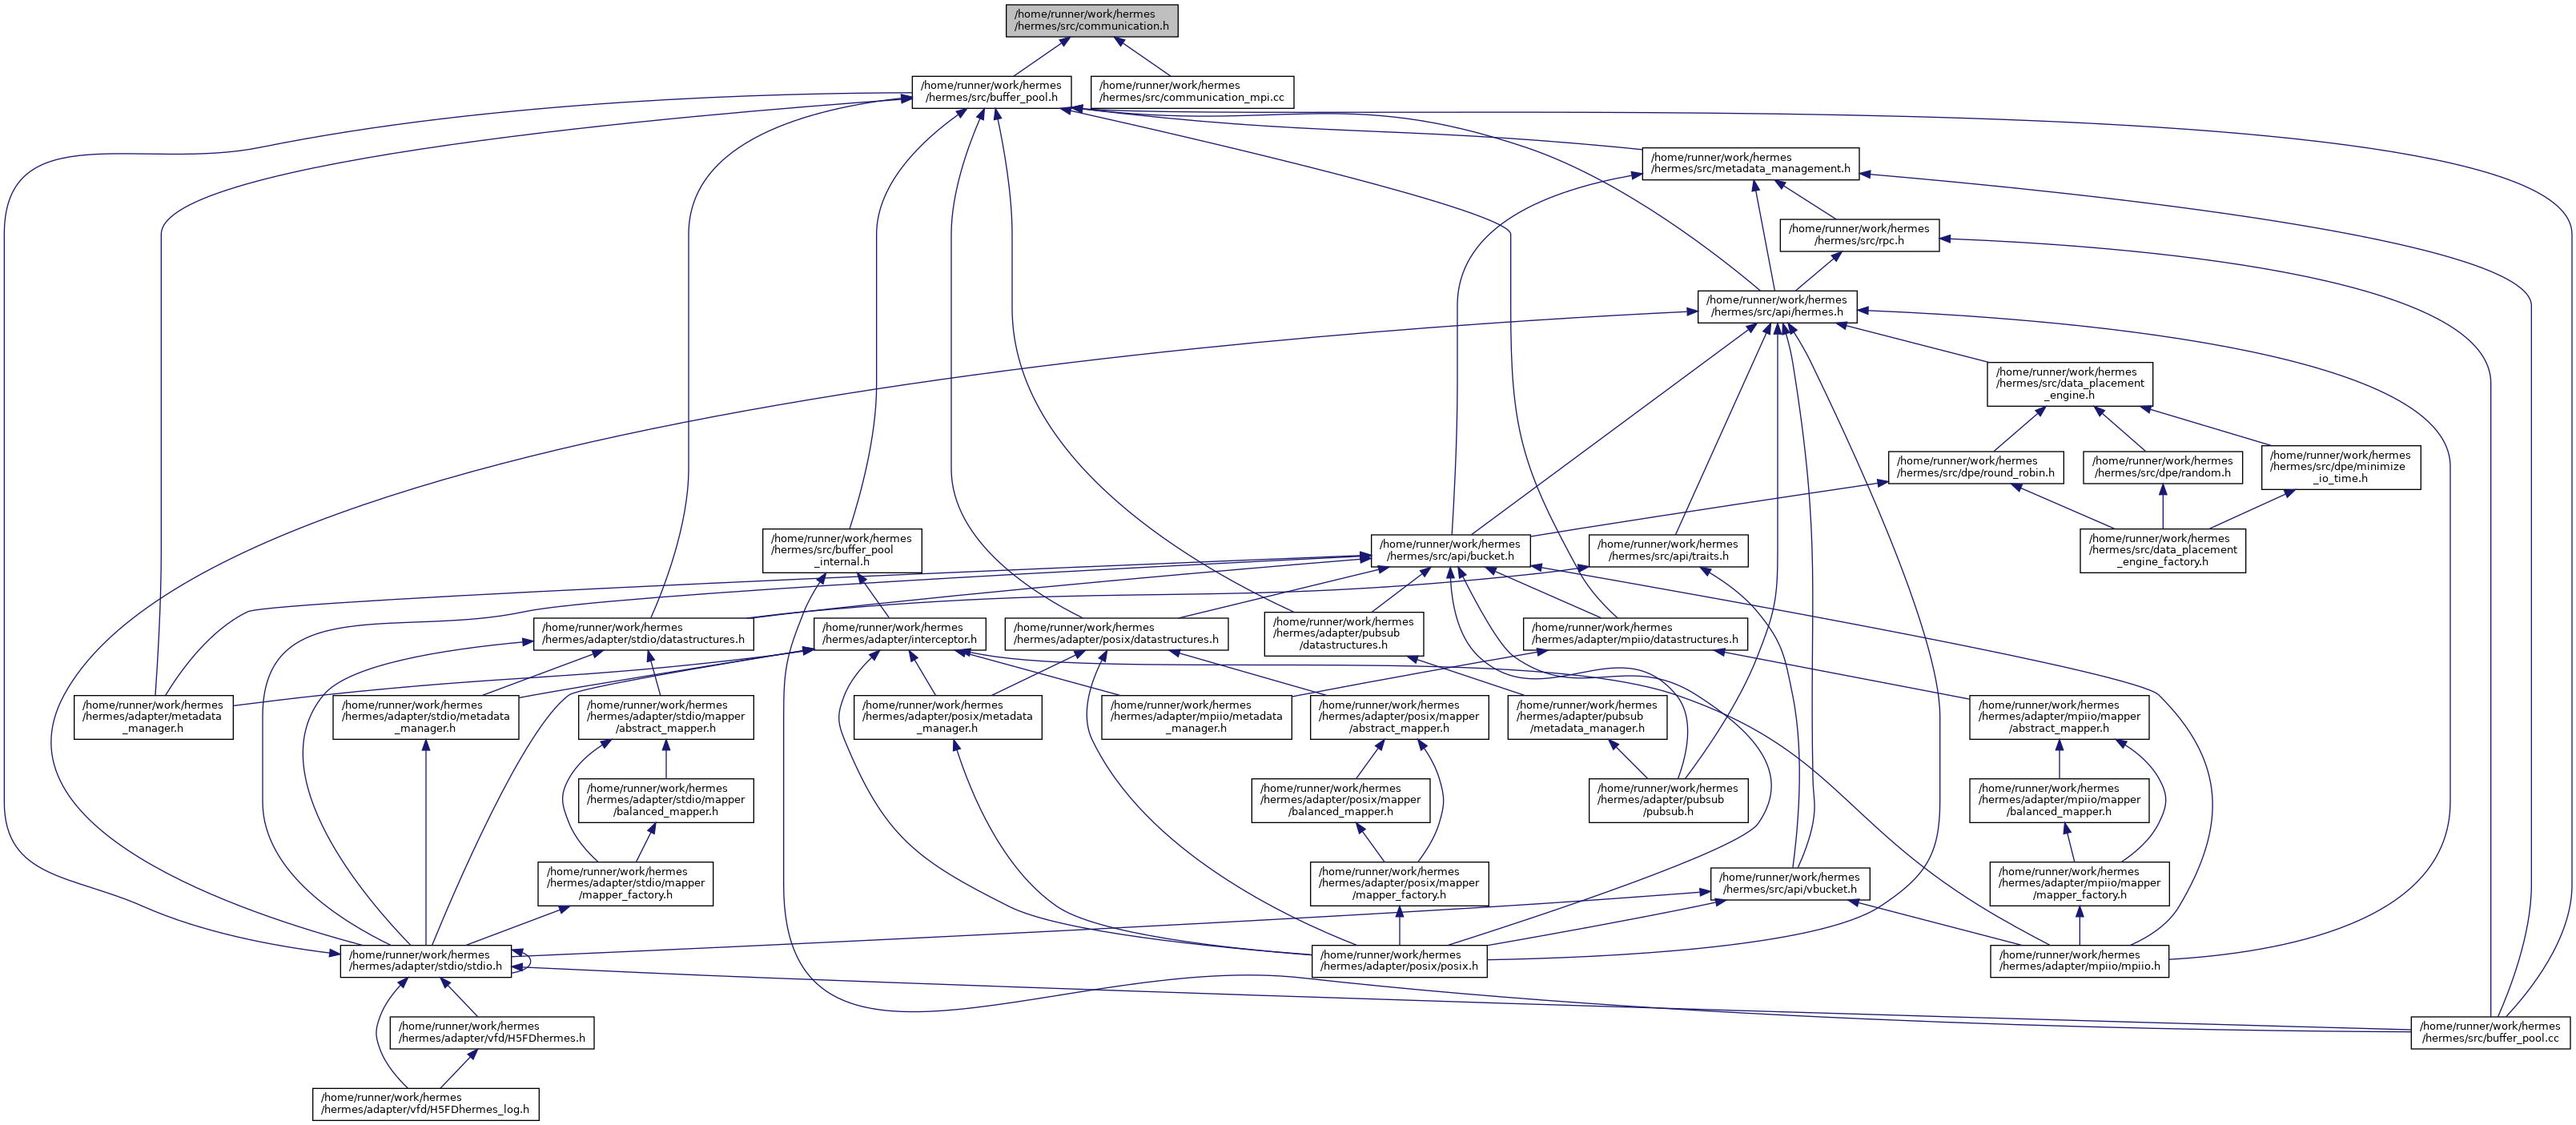 /home/runner/work/hermes
/hermes/src/communication.h
/home/runner/work/hermes
/hermes/src/buffer_pool.h
/home/runner/work/hermes
/hermes/src/communication_mpi.cc
/home/runner/work/hermes
/hermes/src/metadata_management.h
/home/runner/work/hermes
/hermes/src/rpc.h
/home/runner/work/hermes
/hermes/src/api/hermes.h
/home/runner/work/hermes
/hermes/src/data_placement
_engine.h
/home/runner/work/hermes
/hermes/src/dpe/round_robin.h
/home/runner/work/hermes
/hermes/src/dpe/random.h
/home/runner/work/hermes
/hermes/src/dpe/minimize
_io_time.h
/home/runner/work/hermes
/hermes/src/buffer_pool
_internal.h
/home/runner/work/hermes
/hermes/src/api/bucket.h
/home/runner/work/hermes
/hermes/src/api/traits.h
/home/runner/work/hermes
/hermes/src/data_placement
_engine_factory.h
/home/runner/work/hermes
/hermes/adapter/stdio/datastructures.h
/home/runner/work/hermes
/hermes/adapter/interceptor.h
/home/runner/work/hermes
/hermes/adapter/posix/datastructures.h
/home/runner/work/hermes
/hermes/adapter/pubsub
/datastructures.h
/home/runner/work/hermes
/hermes/adapter/mpiio/datastructures.h
/home/runner/work/hermes
/hermes/adapter/metadata
_manager.h
/home/runner/work/hermes
/hermes/adapter/stdio/metadata
_manager.h
/home/runner/work/hermes
/hermes/adapter/stdio/mapper
/abstract_mapper.h
/home/runner/work/hermes
/hermes/adapter/posix/metadata
_manager.h
/home/runner/work/hermes
/hermes/adapter/mpiio/metadata
_manager.h
/home/runner/work/hermes
/hermes/adapter/posix/mapper
/abstract_mapper.h
/home/runner/work/hermes
/hermes/adapter/pubsub
/metadata_manager.h
/home/runner/work/hermes
/hermes/adapter/mpiio/mapper
/abstract_mapper.h
/home/runner/work/hermes
/hermes/adapter/stdio/mapper
/balanced_mapper.h
/home/runner/work/hermes
/hermes/adapter/posix/mapper
/balanced_mapper.h
/home/runner/work/hermes
/hermes/adapter/pubsub
/pubsub.h
/home/runner/work/hermes
/hermes/adapter/mpiio/mapper
/balanced_mapper.h
/home/runner/work/hermes
/hermes/adapter/stdio/mapper
/mapper_factory.h
/home/runner/work/hermes
/hermes/adapter/posix/mapper
/mapper_factory.h
/home/runner/work/hermes
/hermes/src/api/vbucket.h
/home/runner/work/hermes
/hermes/adapter/mpiio/mapper
/mapper_factory.h
/home/runner/work/hermes
/hermes/adapter/stdio/stdio.h
/home/runner/work/hermes
/hermes/adapter/posix/posix.h
/home/runner/work/hermes
/hermes/adapter/mpiio/mpiio.h
/home/runner/work/hermes
/hermes/adapter/vfd/H5FDhermes.h
/home/runner/work/hermes
/hermes/src/buffer_pool.cc
/home/runner/work/hermes
/hermes/adapter/vfd/H5FDhermes_log.h